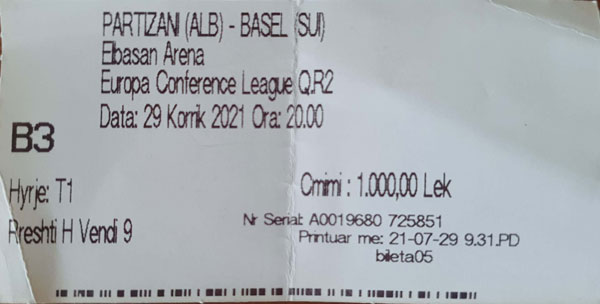 PARTIZANI (ALB) - BASEL (SUI)
Elbasan Arena
Europa Conference League Q.R2
Data: 29 Korrik 2021 Ora: 20.00
B3
Hyrje: T1
Cmimi : 1.000,00 Lek
Rreshti H Vendi 9
Nr Serial: A0019680 725851
Printuar me: 21-07-29 9.31.PD
bileta05